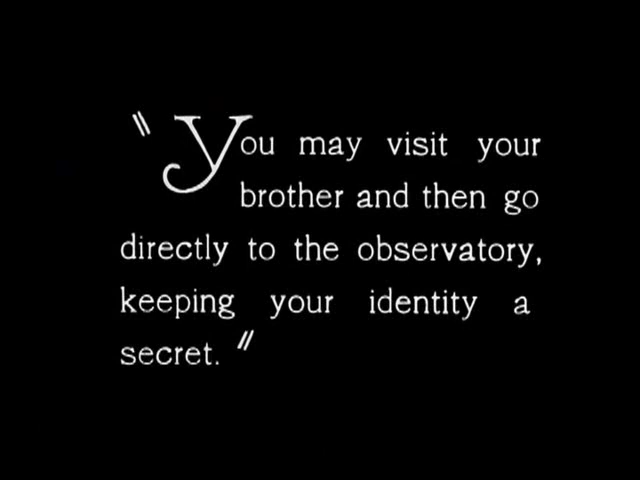 "You may visit your
brother and then go
directly to the observatory,
keeping your identity a
secret."